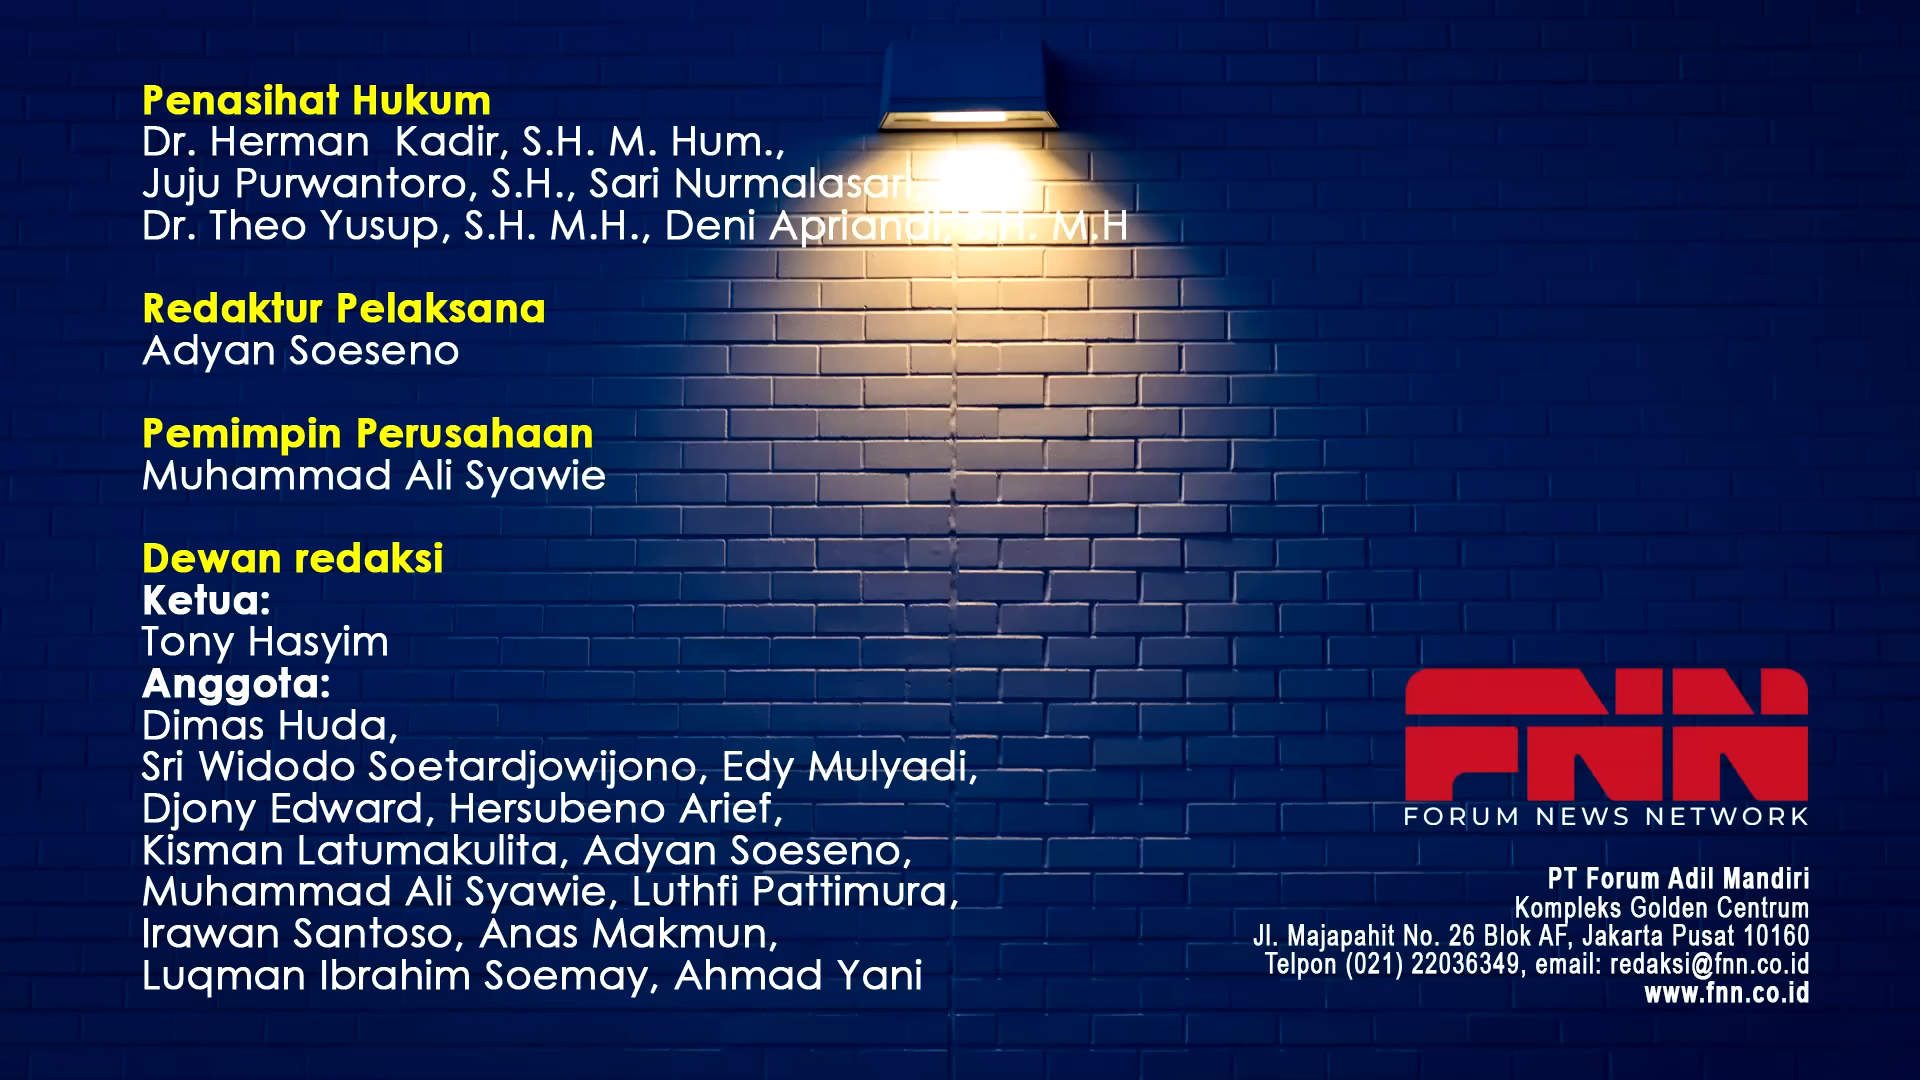 Penasihat Hukum
Dr. Herman  Kadir, S.H. M. Hum.,
Juju Purwantoro, S.H., Sari Nurmalasari,
Dr. Theo Yusup, S.H. M.H., Deni Apriandi, S.H. M.H
Redaktur Pelaksana
Adyan Soeseno
Pemimpin Perusahaan
Muhammad Ali Syawie
Dewan redaksi
Ketua:
Tony Hasyim
Anggota:
Dimas Huda,
Sri Widodo Soetardjowijono, Edy Mulyadi,
Djony Edward, Hersubeno Arief,
Kisman Latumakulita, Adyan Soeseno,
Muhammad Ali Syawie, Luthfi Pattimura,
Irawan Santoso, Anas Makmun,
Luqman Ibrahim Soemay, Ahmad Yani
FNN
FORUM NEWS NETWORK
PT Forum Adil Mandiri
Kompleks Golden Centrum
Jl. Majapahit No. 26 Blok AF, Jakarta Pusat 10160
Telpon (021) 22036349, email: redaksi@fnn.co.id
www.fnn.co.id